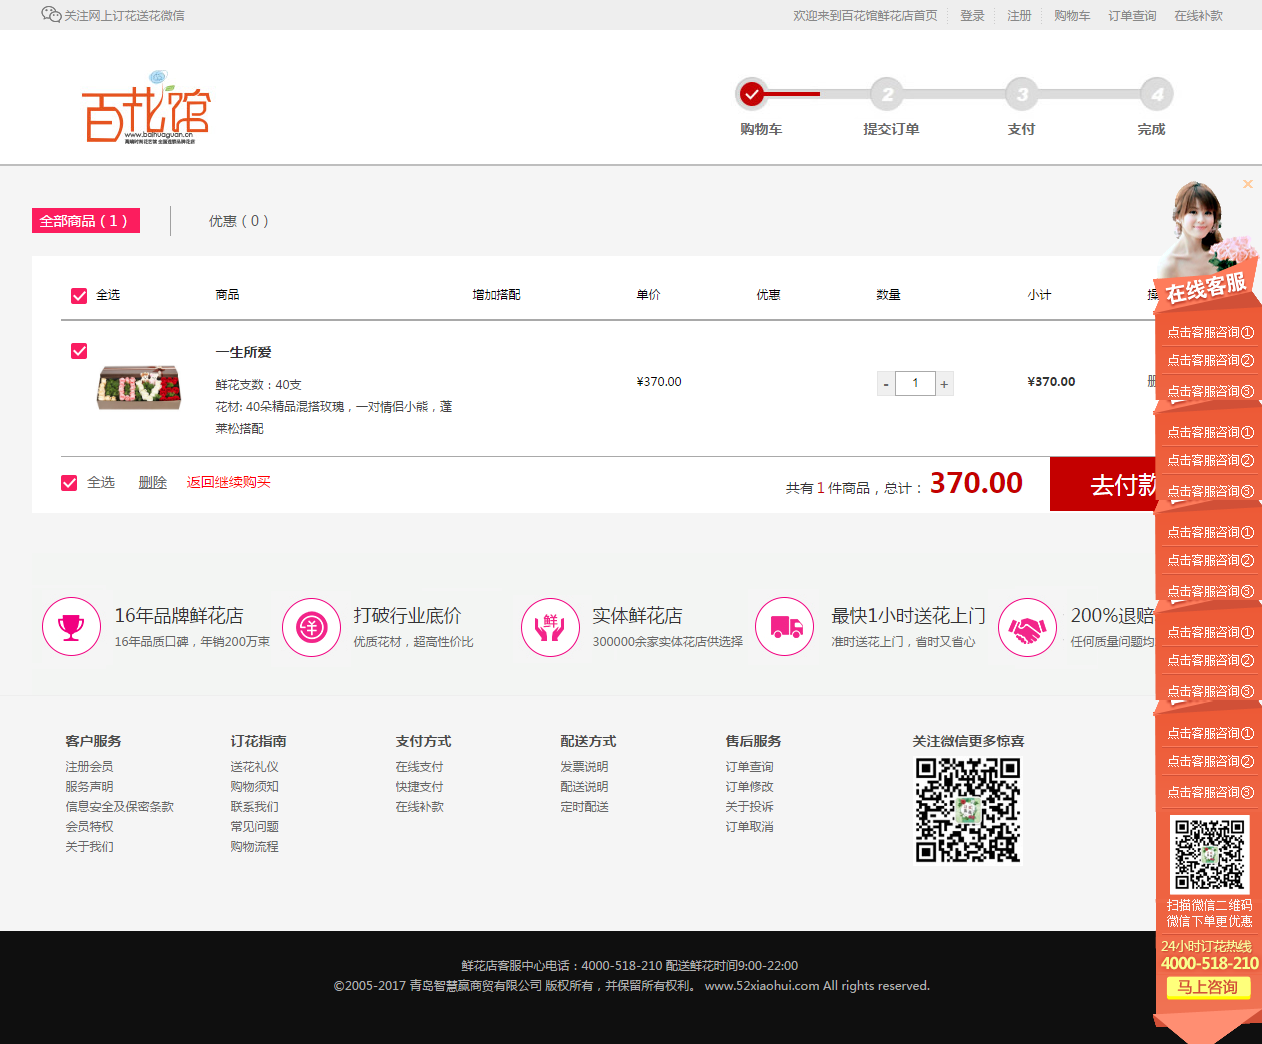 关注网上订花送花微信
欢迎来到百花馆鲜花店首页 登录 注册 购物车 订单查询 在线补款
百花馆
www.baihuaguan.cn
2 3 4
购物车 提交订单 支付 完成
全部商品(1) 优惠(0)
全选 商品 增加搭配 单价 优惠 数量 小计
一生所爱
鲜花支数:40支
花材: 40朵精品混搭玫瑰,一对情侣小熊,蓬
莱松搭配
¥370.00 - 1 + ¥370.00 删
全选 删除 返回继续购买 共有1件商品,总计: 370.00 去付款
16年品牌鲜花店
16年品质口碑,年销200万束
打破行业底价
优质花材,超高性价比
鲜
实体鲜花店
300000余家实体花店供选择
最快1小时送花上门
准时送花上门,省时又省心
200%退赔
任何质量问题均
客户服务
注册会员
服务声明
信息安全及保密条款
会员特权
关于我们
订花指南
送花礼仪
购物须知
联系我们
常见问题
购物流程
支付方式
在线支付
快捷支付
在线补款
配送方式
发票说明
配送说明
定时配送
售后服务
订单查询
订单修改
关于投诉
订单取消
关注微信更多惊喜
鲜花店客服中心电话:4000-518-210 配送鲜花时间9:00-22:00
©2005-2017 青岛智慧赢商贸有限公司 版权所有,并保留所有权利。 www.52xiaohui.com All rights reserved.
×
在线客服
点击客服咨询①
点击客服咨询②
点击客服咨询③
点击客服咨询①
点击客服咨询②
点击客服咨询③
点击客服咨询①
点击客服咨询②
点击客服咨询③
点击客服咨询①
点击客服咨询②
点击客服咨询③
点击客服咨询①
点击客服咨询②
点击客服咨询③
扫描微信二维码
微信下单更优惠
24小时订花热线
4000-518-210
马上咨询